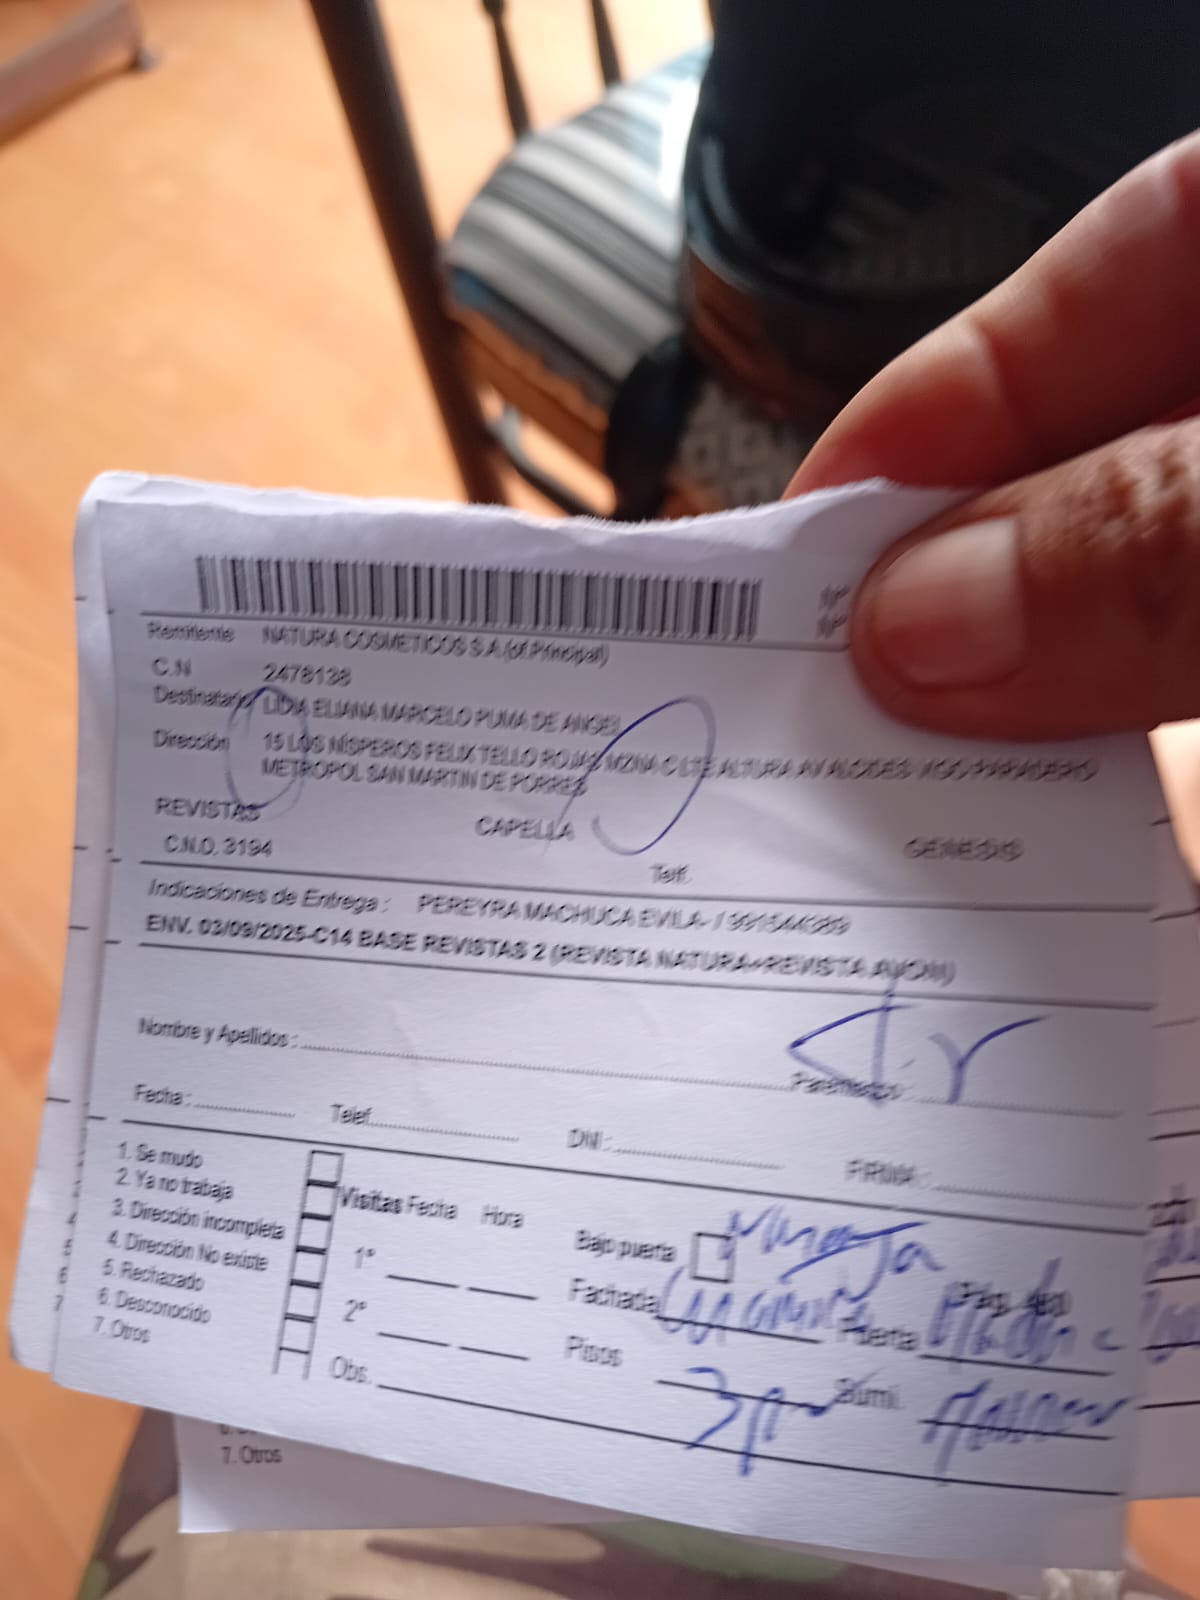 Remitente NATURA COSMETICOS S A (of.Principal)
C.N 2478138
Destinatario LIDIA ELIANA MARCELO PUMA DE ANGEL
Dirección 15 LOS NÍSPEROS FELIX TELLO ROJAS MZNA C LTE ALTURA AV ALCIDES VIGO PARADERO
METROPOL SAN MARTIN DE PORRES
REVISTAS CAPELLA GENESIS
C.N.O. 3194 Telf.
Indicaciones de Entrega : PEREYRA MACHUCA EVILA- /
ENV. 03/09/2025-C14 BASE REVISTAS 2 (REVISTA NATURA+REVISTA AVON)
Nombre y Apellidos : Parentesco :
Fecha : Telef. DNI : FIRMA :
1. Se mudo
2. Ya no trabaja
3. Dirección incompleta
4. Dirección No existe
5. Rechazado
6. Desconocido
7. Otros
Visitas Fecha Hora
1°
2°
Obs.
Bajo puerta
Fachada Puerta
Pisos 3p Sumi.
7. Otros